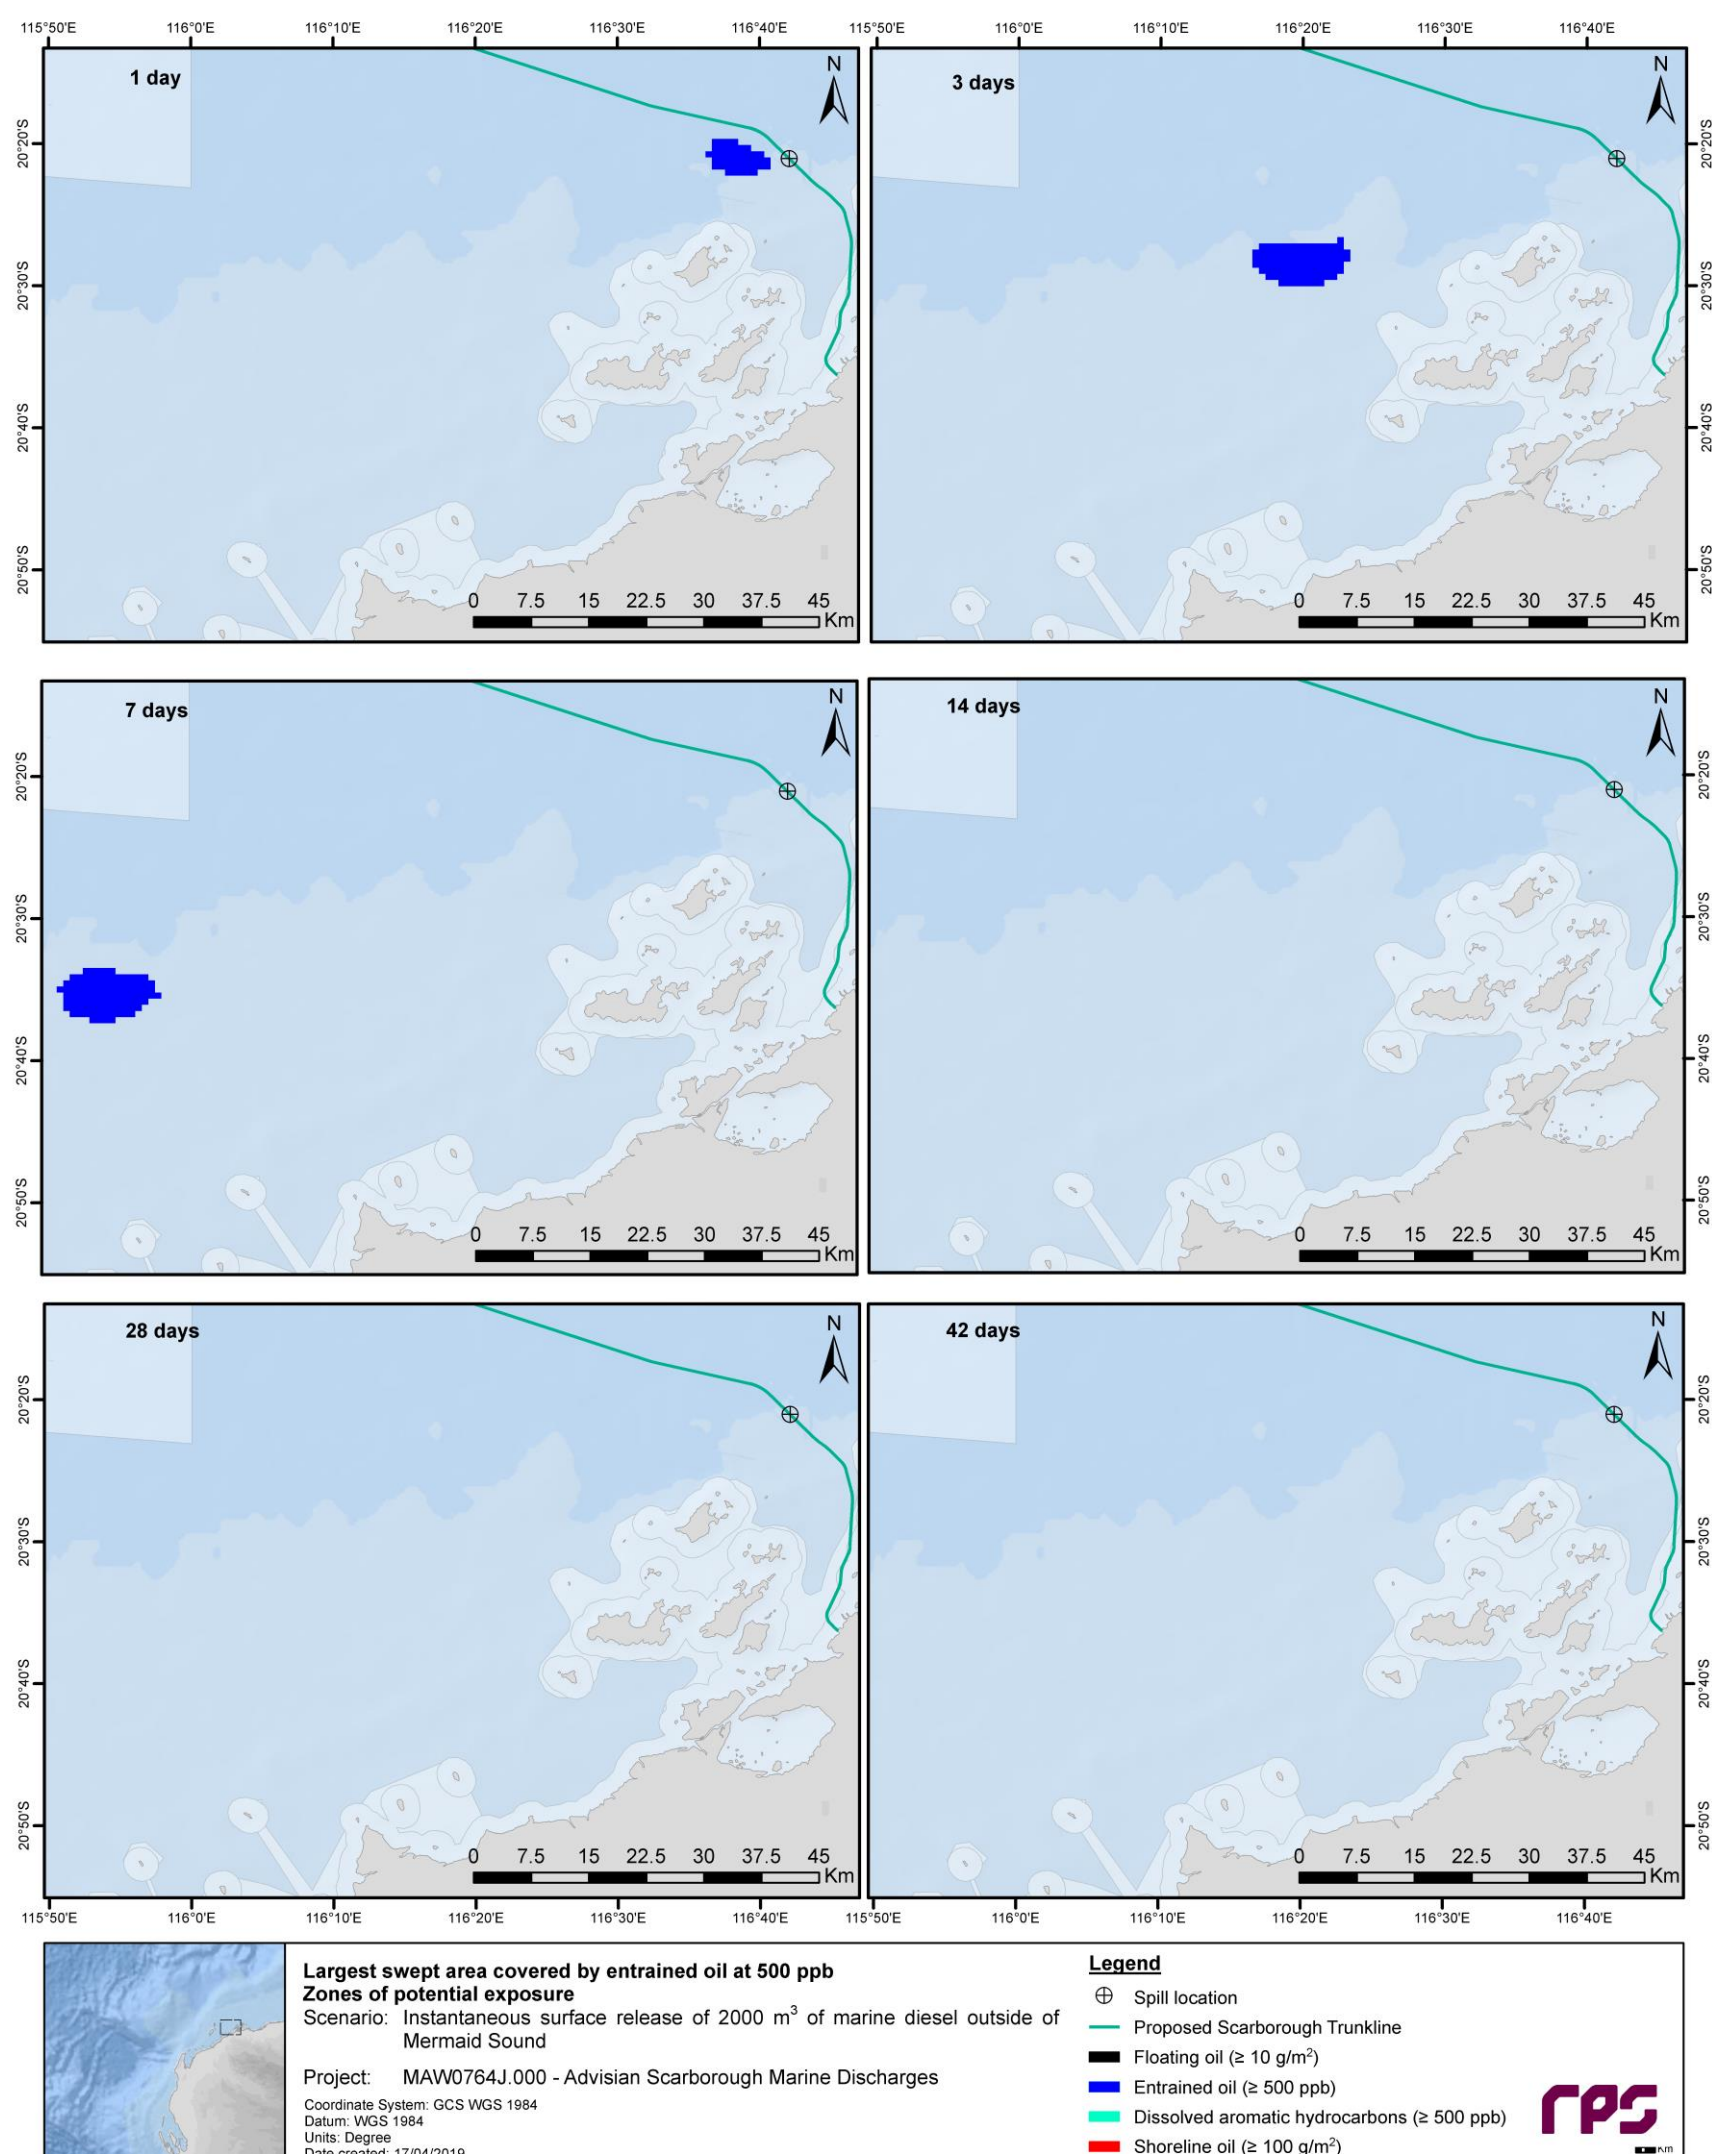 115°50'E 116°0'E 116°10'E 116°20'E 116°30'E 116°40'E 115°50'E 116°0'E 116°10'E 116°20'E 116°30'E 116°40'E
1 day
N
20°20'S
20°30'S
20°40'S
20°50'S
0 7.5 15 22.5 30 37.5 45
Km
3 days
N
20°20'S
20°30'S
20°40'S
20°50'S
0 7.5 15 22.5 30 37.5 45
Km
7 days
N
20°20'S
20°30'S
20°40'S
20°50'S
0 7.5 15 22.5 30 37.5 45
Km
14 days
N
20°20'S
20°30'S
20°40'S
20°50'S
0 7.5 15 22.5 30 37.5 45
Km
28 days
N
20°20'S
20°30'S
20°40'S
20°50'S
0 7.5 15 22.5 30 37.5 45
Km
42 days
N
20°20'S
20°30'S
20°40'S
20°50'S
0 7.5 15 22.5 30 37.5 45
Km
115°50'E 116°0'E 116°10'E 116°20'E 116°30'E 116°40'E 115°50'E 116°0'E 116°10'E 116°20'E 116°30'E 116°40'E
Largest swept area covered by entrained oil at 500 ppb
Zones of potential exposure
Scenario: Instantaneous surface release of 2000 m³ of marine diesel outside of
Mermaid Sound
Project: MAW0764J.000 - Advisian Scarborough Marine Discharges
Coordinate System: GCS WGS 1984
Datum: WGS 1984
Units: Degree
Date created: 17/04/2019
Legend
Spill location
Proposed Scarborough Trunkline
Floating oil (≥ 10 g/m²)
Entrained oil (≥ 500 ppb)
Dissolved aromatic hydrocarbons (≥ 500 ppb)
Shoreline oil (≥ 100 g/m²)
rps
Km